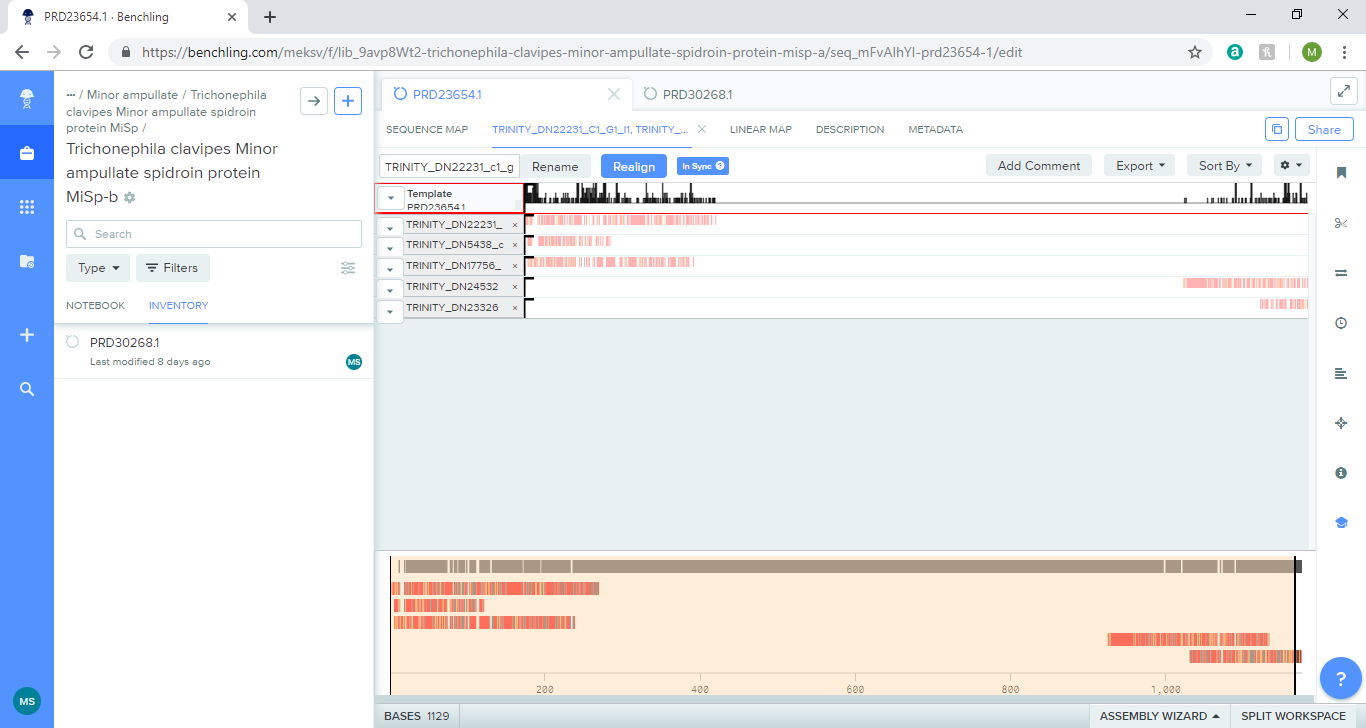 PRD23654.1 · Benchling
https://benchling.com/meksv/f/lib_9avp8Wt2-trichonephila-clavipes-minor-ampullate-spidroin-protein-misp-a/seq_mFvAlhYI-prd23654-1/edit
a
M
··· / Minor ampullate / Trichonephila
clavipes Minor ampullate spidroin
protein MiSp /
Trichonephila clavipes Minor
ampullate spidroin protein
MiSp-b
Search
Type
Filters
NOTEBOOK
INVENTORY
PRD30268.1
Last modified 8 days ago
MS
MS
PRD23654.1
PRD30268.1
SEQUENCE MAP
TRINITY_DN22231_C1_G1_I1, TRINITY_...
LINEAR MAP
DESCRIPTION
METADATA
Share
TRINITY_DN22231_c1_g
Rename
Realign
In Sync ?
Add Comment
Export
Sort By
Template
PRD23654.1
TRINITY_DN22231_ ×
TRINITY_DN5438_c ×
TRINITY_DN17756_ ×
TRINITY_DN24532 ×
TRINITY_DN23326 ×
200
400
600
800
1,000
BASES 1129
ASSEMBLY WIZARD
SPLIT WORKSPACE
?